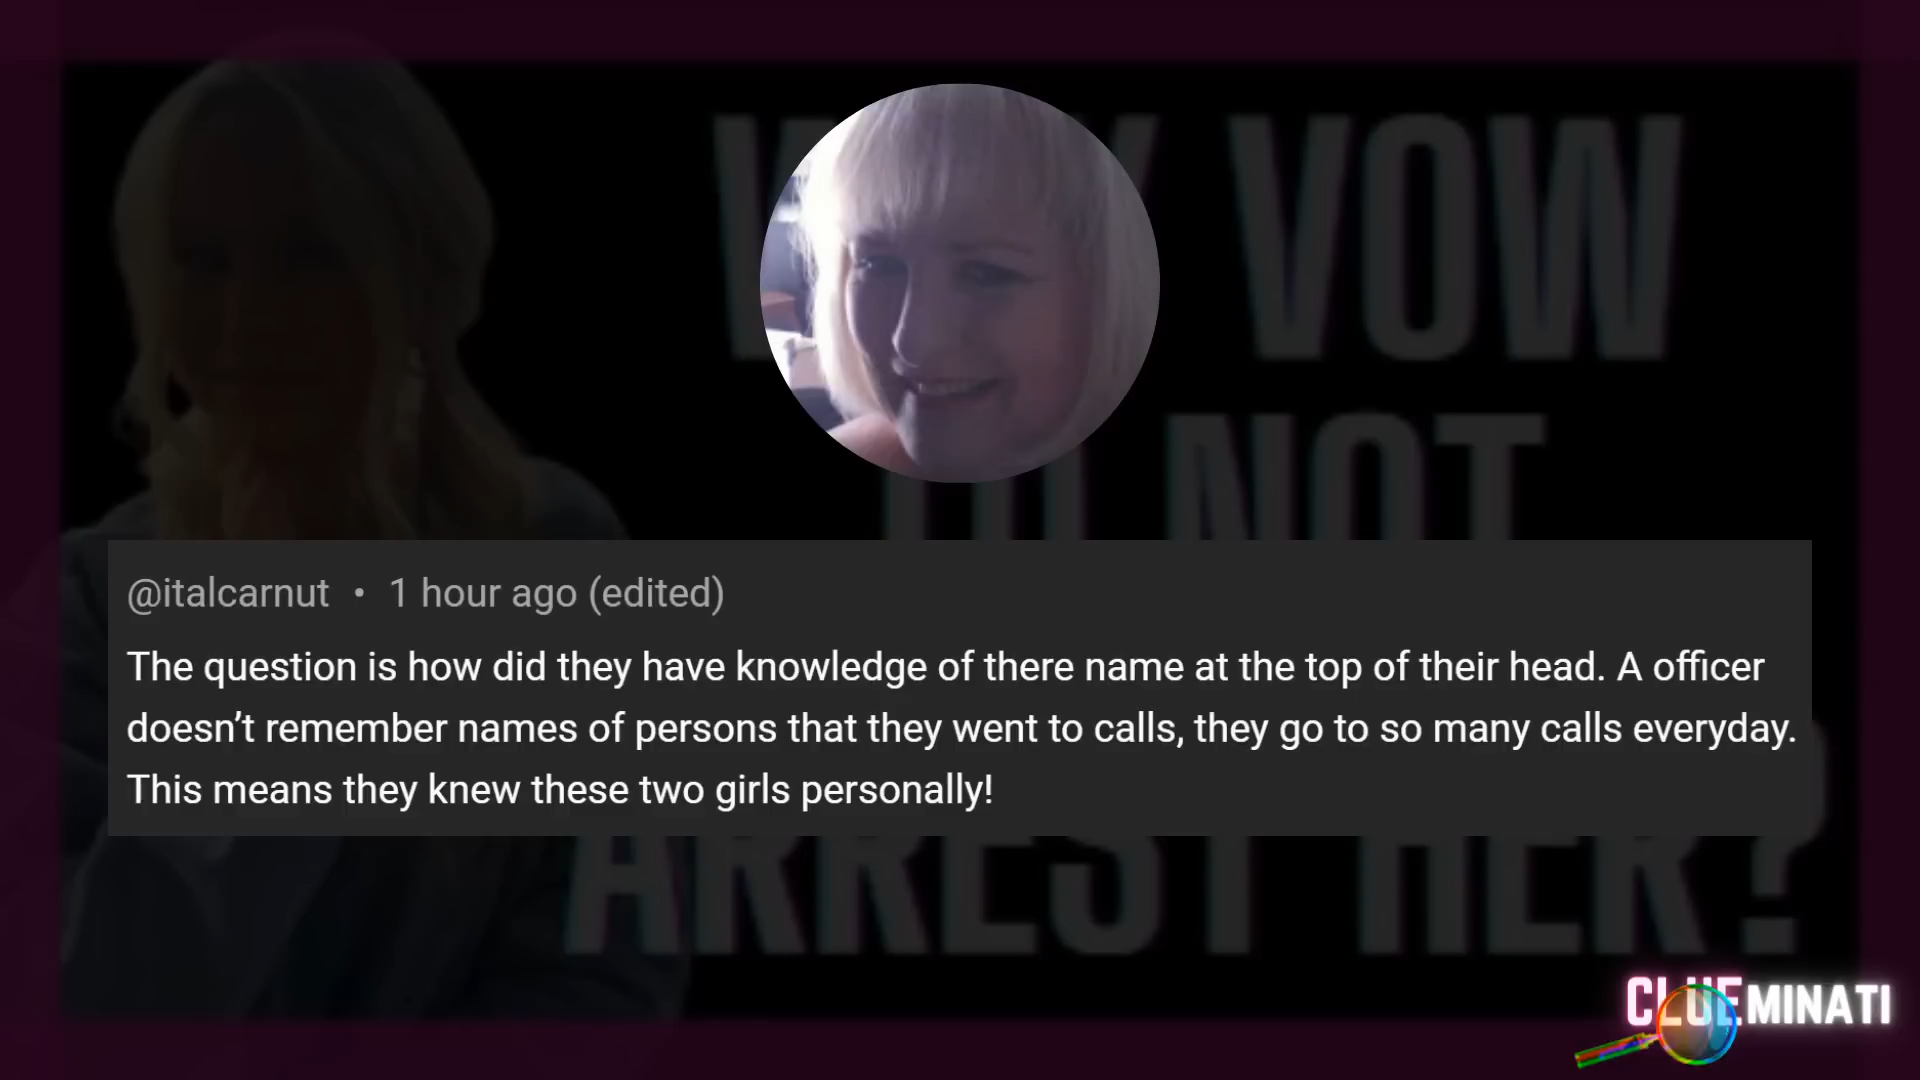 VOW
NOT
@italcarnut • 1 hour ago (edited)
The question is how did they have knowledge of there name at the top of their head. A officer
doesn’t remember names of persons that they went to calls, they go to so many calls everyday.
This means they knew these two girls personally!
ARREST HER?
CLUEMINATI